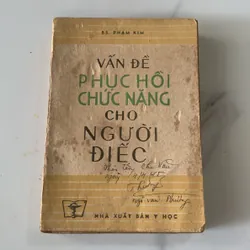 BS. PHẠM KIM
VẤN ĐỀ
PHỤC HỒI
CHỨC NĂNG
CHO
NGƯỜI
ĐIẾC
NHÀ XUẤT BẢN Y HỌC